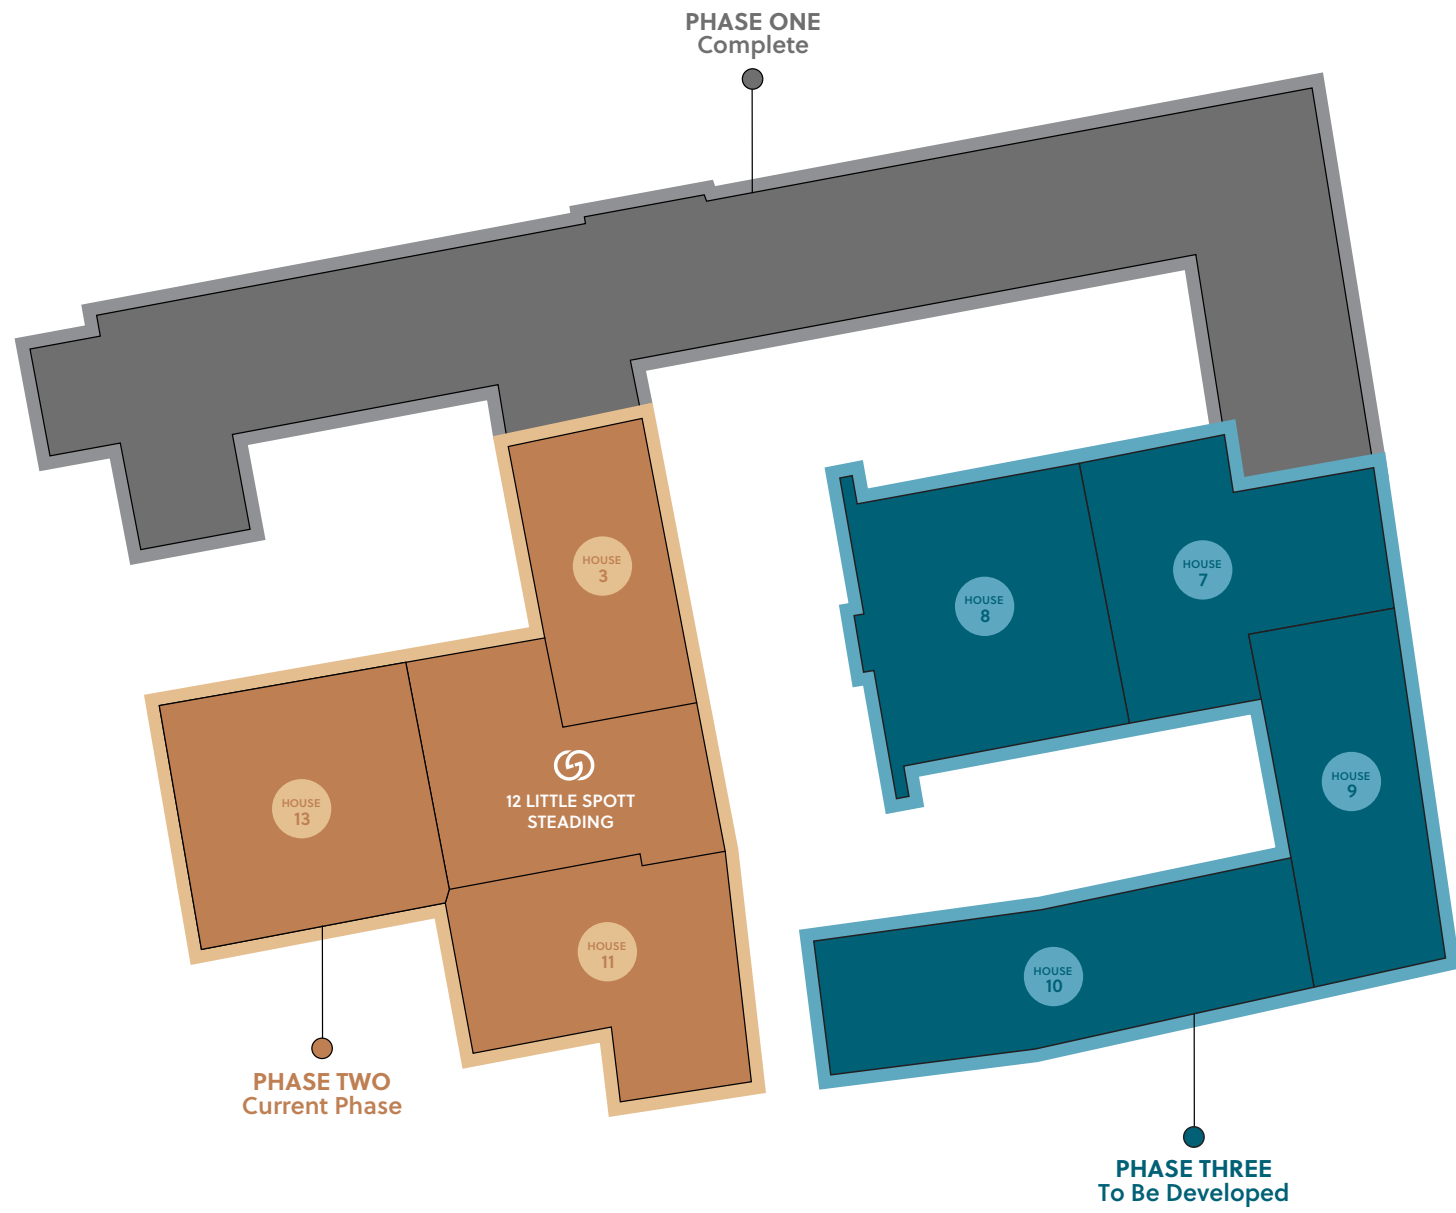 PHASE ONE
Complete
HOUSE
3
HOUSE
7
HOUSE
8
12 LITTLE SPOTT
STEADING
HOUSE
13
HOUSE
9
HOUSE
11
HOUSE
10
PHASE TWO
Current Phase
PHASE THREE
To Be Developed